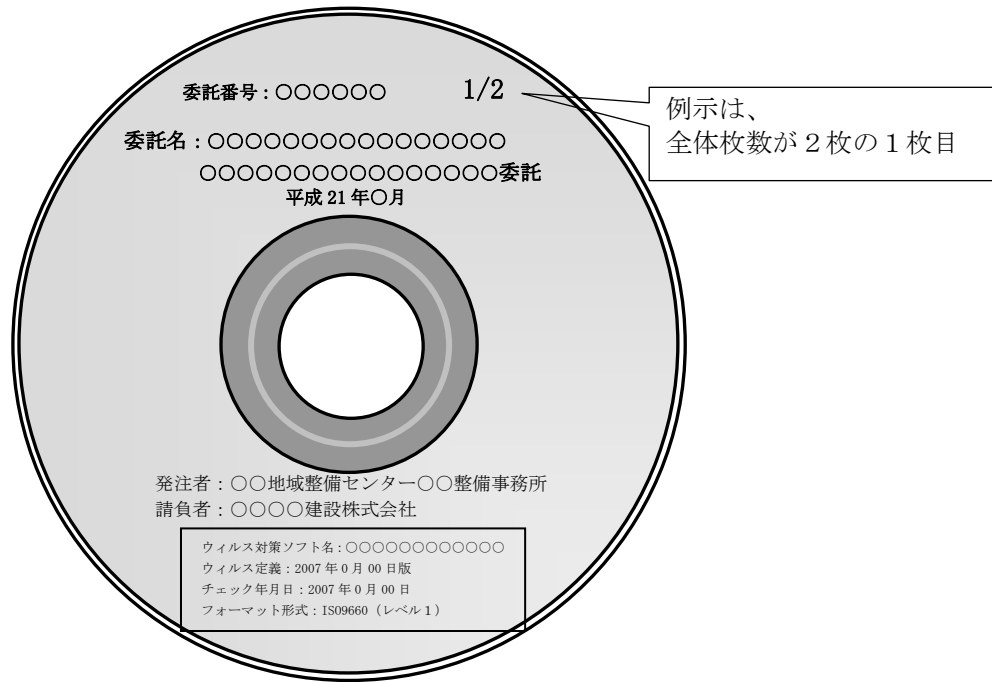 委託番号：○○○○○○ 1/2
例示は、
全体枚数が２枚の１枚目
委託名：○○○○○○○○○○○○○○○○
○○○○○○○○○○○○○○○○委託
平成 21 年○月
発注者：○○地域整備センター○○整備事務所
請負者：○○○○建設株式会社
ウィルス対策ソフト名：○○○○○○○○○○○○
ウィルス定義：2007 年 0 月 00 日版
チェック年月日：2007 年 0 月 00 日
フォーマット形式：ISO9660（レベル１）